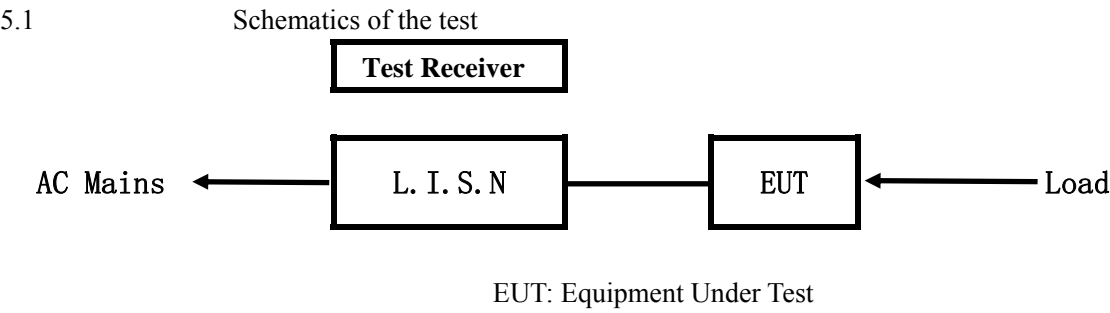 5.1 Schematics of the test
Test Receiver
AC Mains L.I.S.N EUT Load
EUT: Equipment Under Test